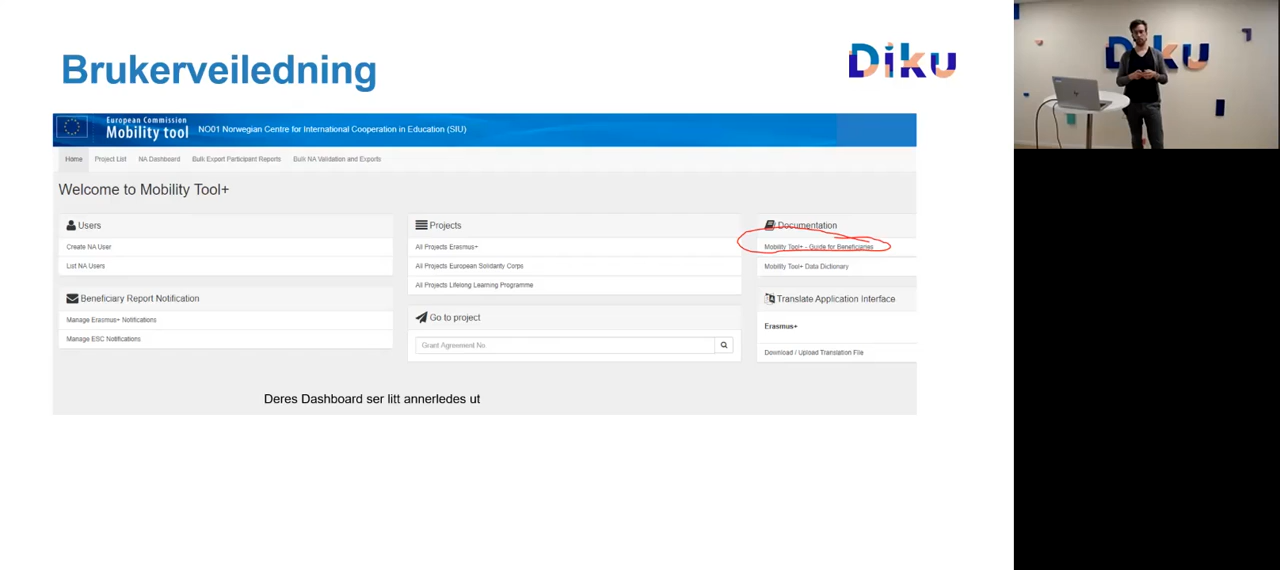 Brukerveiledning
Diku
European Commission
Mobility tool
NO01 Norwegian Centre for International Cooperation in Education (SIU)
Home Project List NA Dashboard Bulk Export Participant Reports Bulk NA Validation and Exports
Welcome to Mobility Tool+
Users
Create NA User
List NA Users
Beneficiary Report Notification
Manage Erasmus+ Notifications
Manage ESC Notifications
Projects
All Projects Erasmus+
All Projects European Solidarity Corps
All Projects Lifelong Learning Programme
Go to project
Grant Agreement No.
Documentation
Mobility Tool+ - Guide for Beneficiaries
Mobility Tool+ Data Dictionary
Translate Application Interface
Erasmus+
Download / Upload Translation File
Deres Dashboard ser litt annerledes ut
Diku